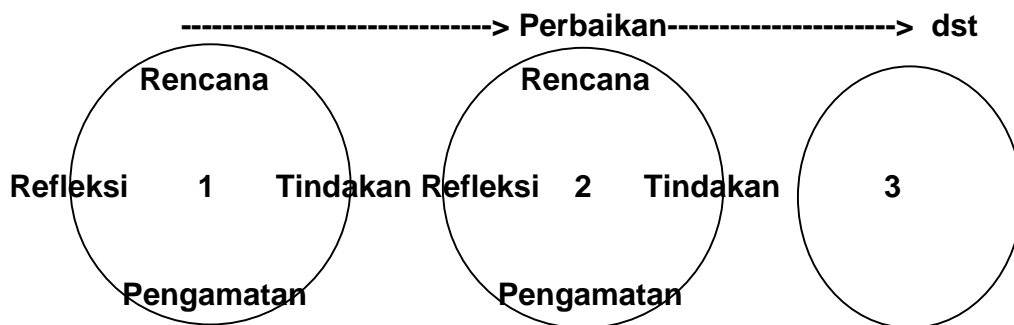 -----------------------------> Perbaikan----------------------> dst
Rencana Rencana
Refleksi 1 Tindakan Refleksi 2 Tindakan 3
Pengamatan Pengamatan